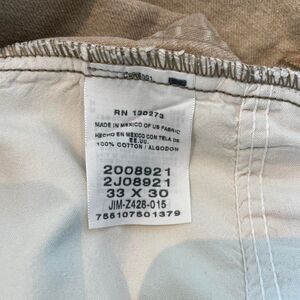 RN 130273
MADE IN MEXICO OF US FABRIC
HECHO EN MEXICO CON TELA DE
EE.UU.
100% COTTON / ALGODON
2008921
2J08921
33 X 30
JIM-Z428-015
755107501379